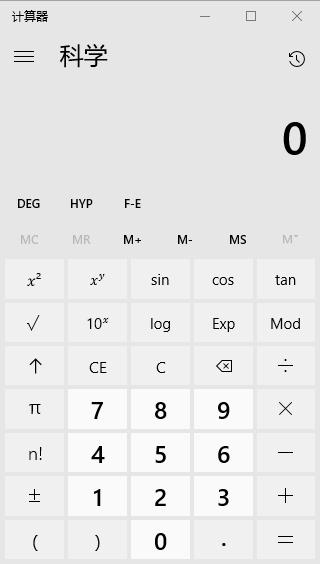 计算器
科学
0
DEG HYP F-E
MC MR M+ M- MS M˅
x² xʸ sin cos tan
√ 10ˣ log Exp Mod
↑ CE C ⌫ ÷
π 7 8 9 ×
n! 4 5 6 −
± 1 2 3 +
( ) 0 . =